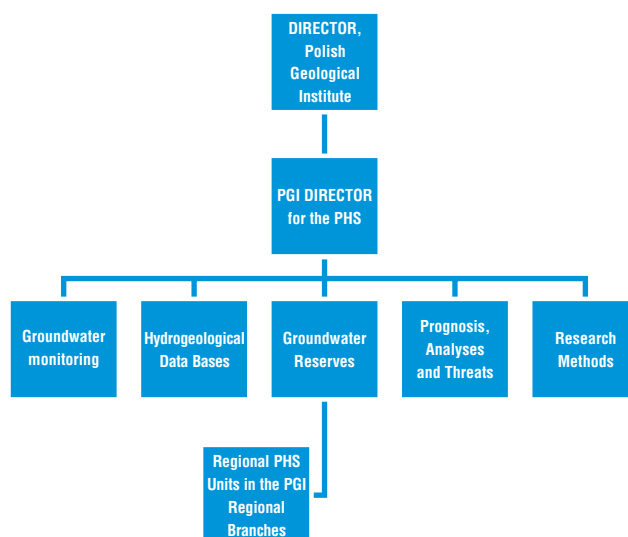 DIRECTOR,
Polish
Geological
Institute
PGI DIRECTOR
for the PHS
Groundwater
monitoring
Hydrogeological
Data Bases
Groundwater
Reserves
Prognosis,
Analyses
and Threats
Research
Methods
Regional PHS
Units in the PGI
Regional
Branches